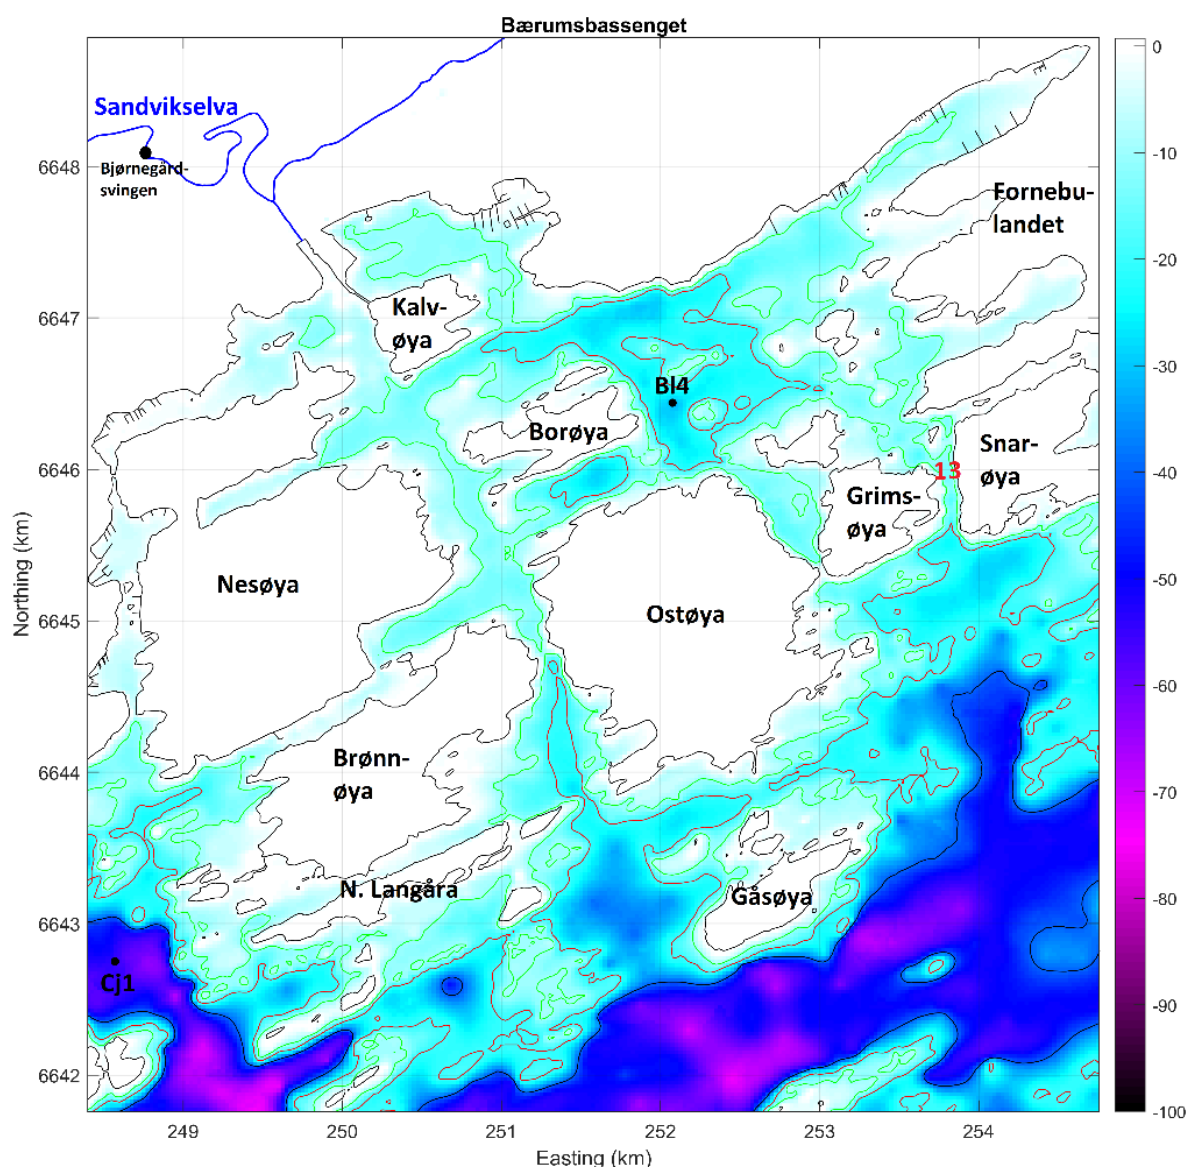 Bærumsbassenget
0
Sandvikselva
-10
Bjørnegård-
svingen
6648
Fornebu-
landet
-20
Kalv-
øya
6647
-30
Bl4
Borøya
Snar-
øya
6646
13
-40
Grims-
øya
Nesøya
-50
Ostøya
6645
Northing (km)
-60
Brønn-
øya
6644
-70
N. Langåra
Gåsøya
6643
-80
Cj1
-90
6642
-100
249
250
251
252
253
254
Easting (km)